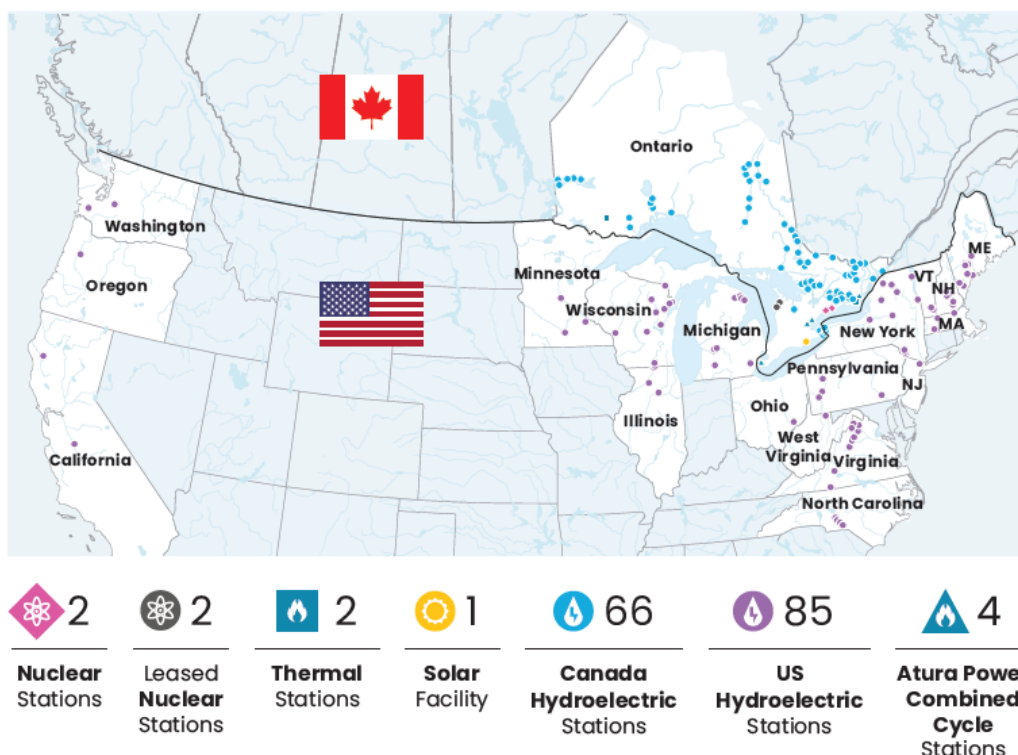 Ontario
Washington
Oregon
Minnesota
Wisconsin
Michigan
ME
VT
NH
MA
New York
Pennsylvania
NJ
Illinois
Ohio
West
Virginia
Virginia
California
North Carolina
2
Nuclear
Stations
2
Leased
Nuclear
Stations
2
Thermal
Stations
1
Solar
Facility
66
Canada
Hydroelectric
Stations
85
US
Hydroelectric
Stations
4
Atura Powe
Combined
Cycle
Stations